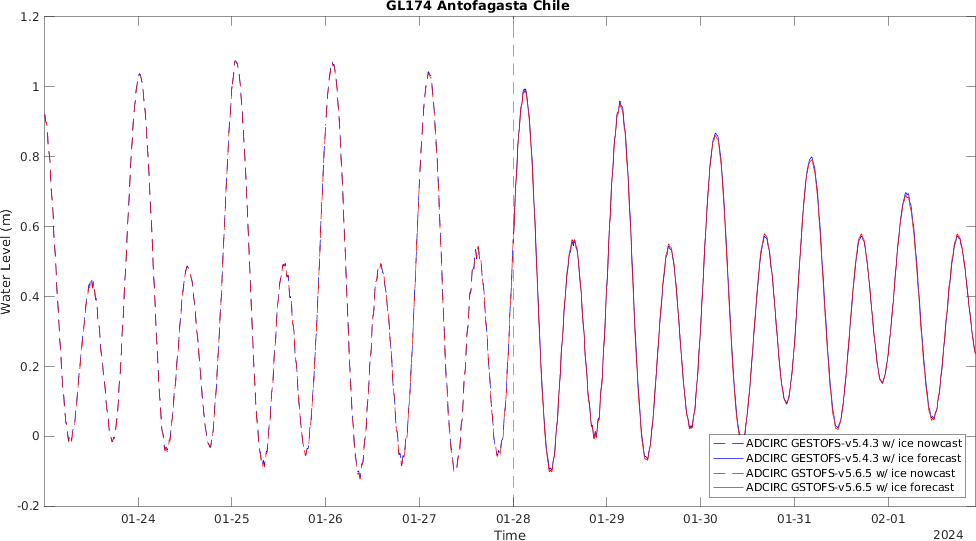 GL174 Antofagasta Chile
1.2
1
0.8
0.6
0.4
0.2
0
-0.2
Water Level (m)
01-24 01-25 01-26 01-27 01-28 01-29 01-30 01-31 02-01
Time
2024
ADCIRC GESTOFS-v5.4.3 w/ ice nowcast
ADCIRC GESTOFS-v5.4.3 w/ ice forecast
ADCIRC GSTOFS-v5.6.5 w/ ice nowcast
ADCIRC GSTOFS-v5.6.5 w/ ice forecast